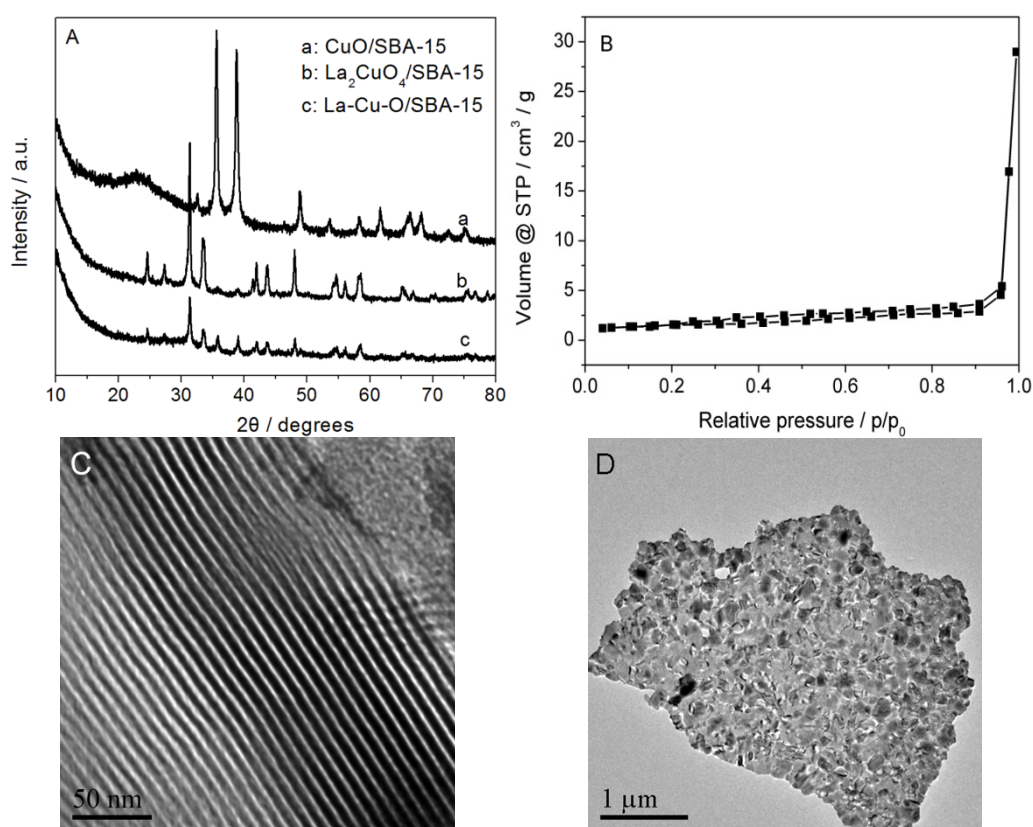 A
a: CuO/SBA-15
b: La₂CuO₄/SBA-15
c: La-Cu-O/SBA-15
a
b
c
Intensity / a.u.
10 20 30 40 50 60 70 80
2θ / degrees
B
30
25
20
15
10
5
0
Volume @ STP / cm³ / g
0.0 0.2 0.4 0.6 0.8 1.0
Relative pressure / p/p₀
C
50 nm
D
1 µm